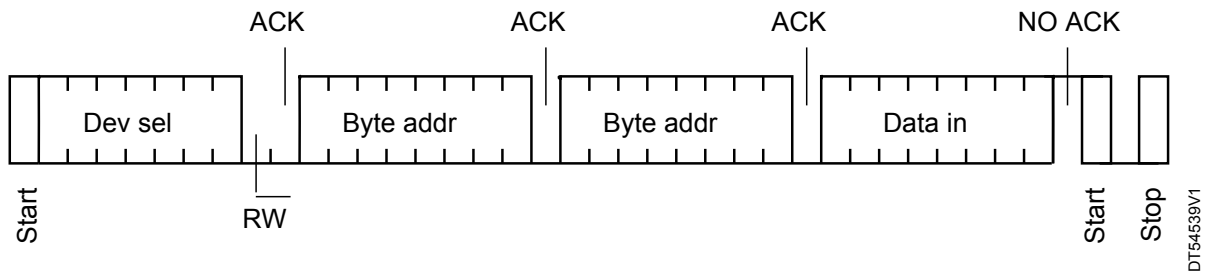 ACK ACK ACK NO ACK
Dev sel Byte addr Byte addr Data in
RW
Start Start Stop
DT54539V1